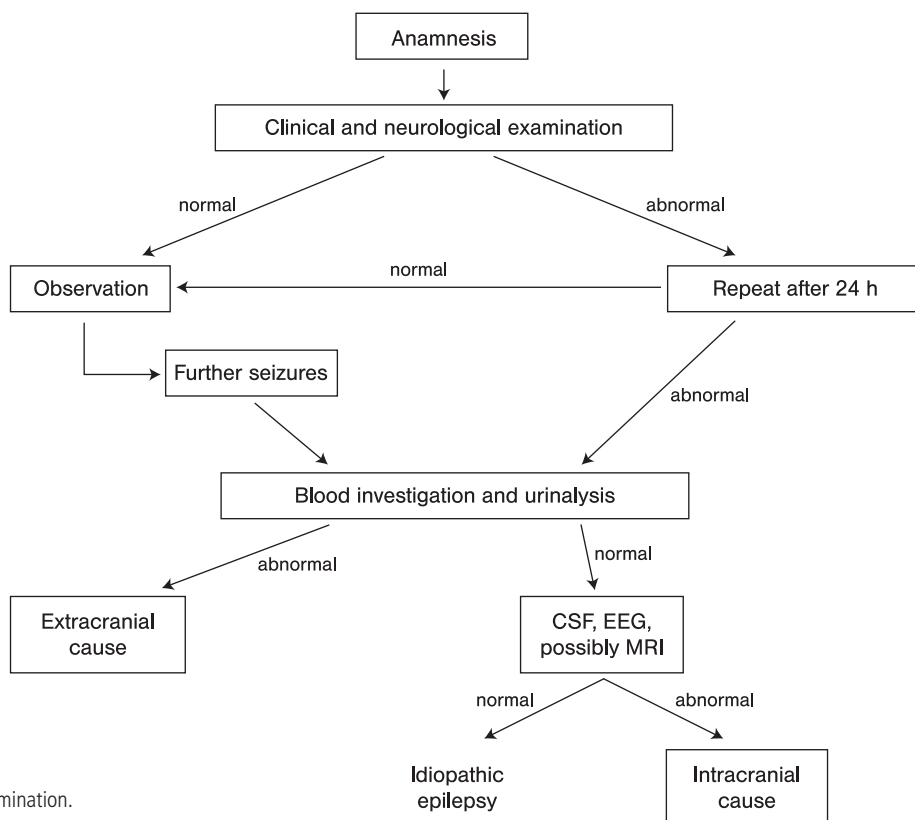 Anamnesis
Clinical and neurological examination
normal
abnormal
Observation
normal
Repeat after 24 h
Further seizures
abnormal
Blood investigation and urinalysis
abnormal
normal
Extracranial
cause
CSF, EEG,
possibly MRI
normal
abnormal
Idiopathic
epilepsy
Intracranial
cause
mination.